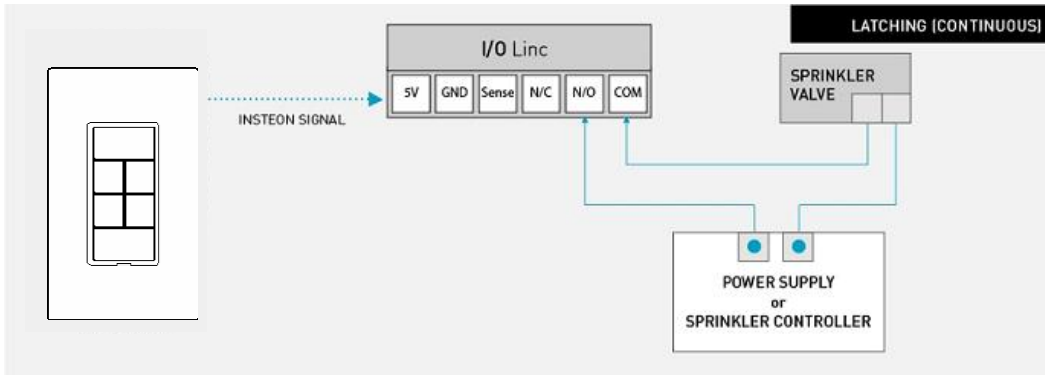 LATCHING (CONTINUOUS)
I/O Linc
5V GND Sense N/C N/O COM
SPRINKLER
VALVE
INSTEON SIGNAL
POWER SUPPLY
or
SPRINKLER CONTROLLER